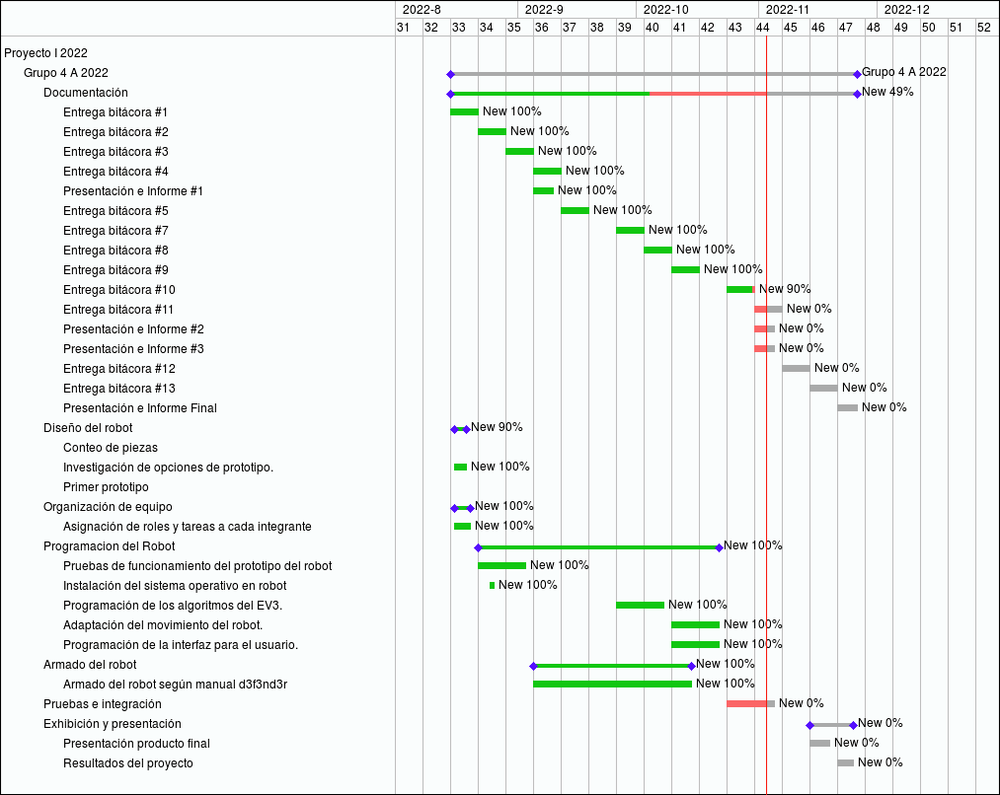 2022-8 2022-9 2022-10 2022-11 2022-12
31 32 33 34 35 36 37 38 39 40 41 42 43 44 45 46 47 48 49 50 51 52
Proyecto I 2022
Grupo 4 A 2022 Grupo 4 A 2022
Documentación New 49%
Entrega bitácora #1 New 100%
Entrega bitácora #2 New 100%
Entrega bitácora #3 New 100%
Entrega bitácora #4 New 100%
Presentación e Informe #1 New 100%
Entrega bitácora #5 New 100%
Entrega bitácora #7 New 100%
Entrega bitácora #8 New 100%
Entrega bitácora #9 New 100%
Entrega bitácora #10 New 90%
Entrega bitácora #11 New 0%
Presentación e Informe #2 New 0%
Presentación e Informe #3 New 0%
Entrega bitácora #12 New 0%
Entrega bitácora #13 New 0%
Presentación e Informe Final New 0%
Diseño del robot New 90%
Conteo de piezas
Investigación de opciones de prototipo. New 100%
Primer prototipo
Organización de equipo New 100%
Asignación de roles y tareas a cada integrante New 100%
Programacion del Robot New 100%
Pruebas de funcionamiento del prototipo del robot New 100%
Instalación del sistema operativo en robot New 100%
Programación de los algoritmos del EV3. New 100%
Adaptación del movimiento del robot. New 100%
Programación de la interfaz para el usuario. New 100%
Armado del robot New 100%
Armado del robot según manual d3f3nd3r New 100%
Pruebas e integración New 0%
Exhibición y presentación New 0%
Presentación producto final New 0%
Resultados del proyecto New 0%